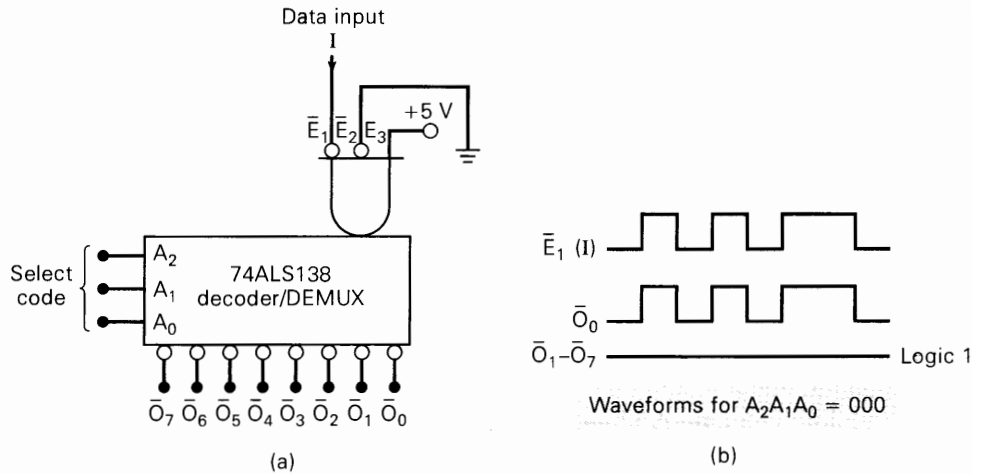 Data input
I
+5 V
Ē₁ Ē₂ E₃
Select
code
A₂
A₁
A₀
74ALS138
decoder/DEMUX
Ō₇ Ō₆ Ō₅ Ō₄ Ō₃ Ō₂ Ō₁ Ō₀
(a)
Ē₁ (I)
Ō₀
Ō₁–Ō₇
Logic 1
Waveforms for A₂A₁A₀ = 000
(b)